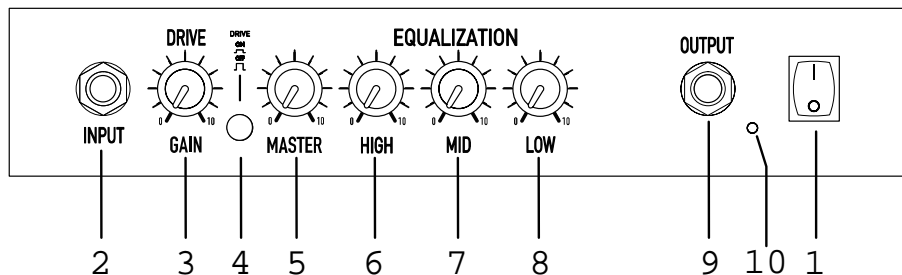 DRIVE
DRIVE
ON
EQUALIZATION
OUTPUT
0 10 0 10 0 10 0 10 0 10
INPUT GAIN MASTER HIGH MID LOW
2 3 4 5 6 7 8 9 10 1